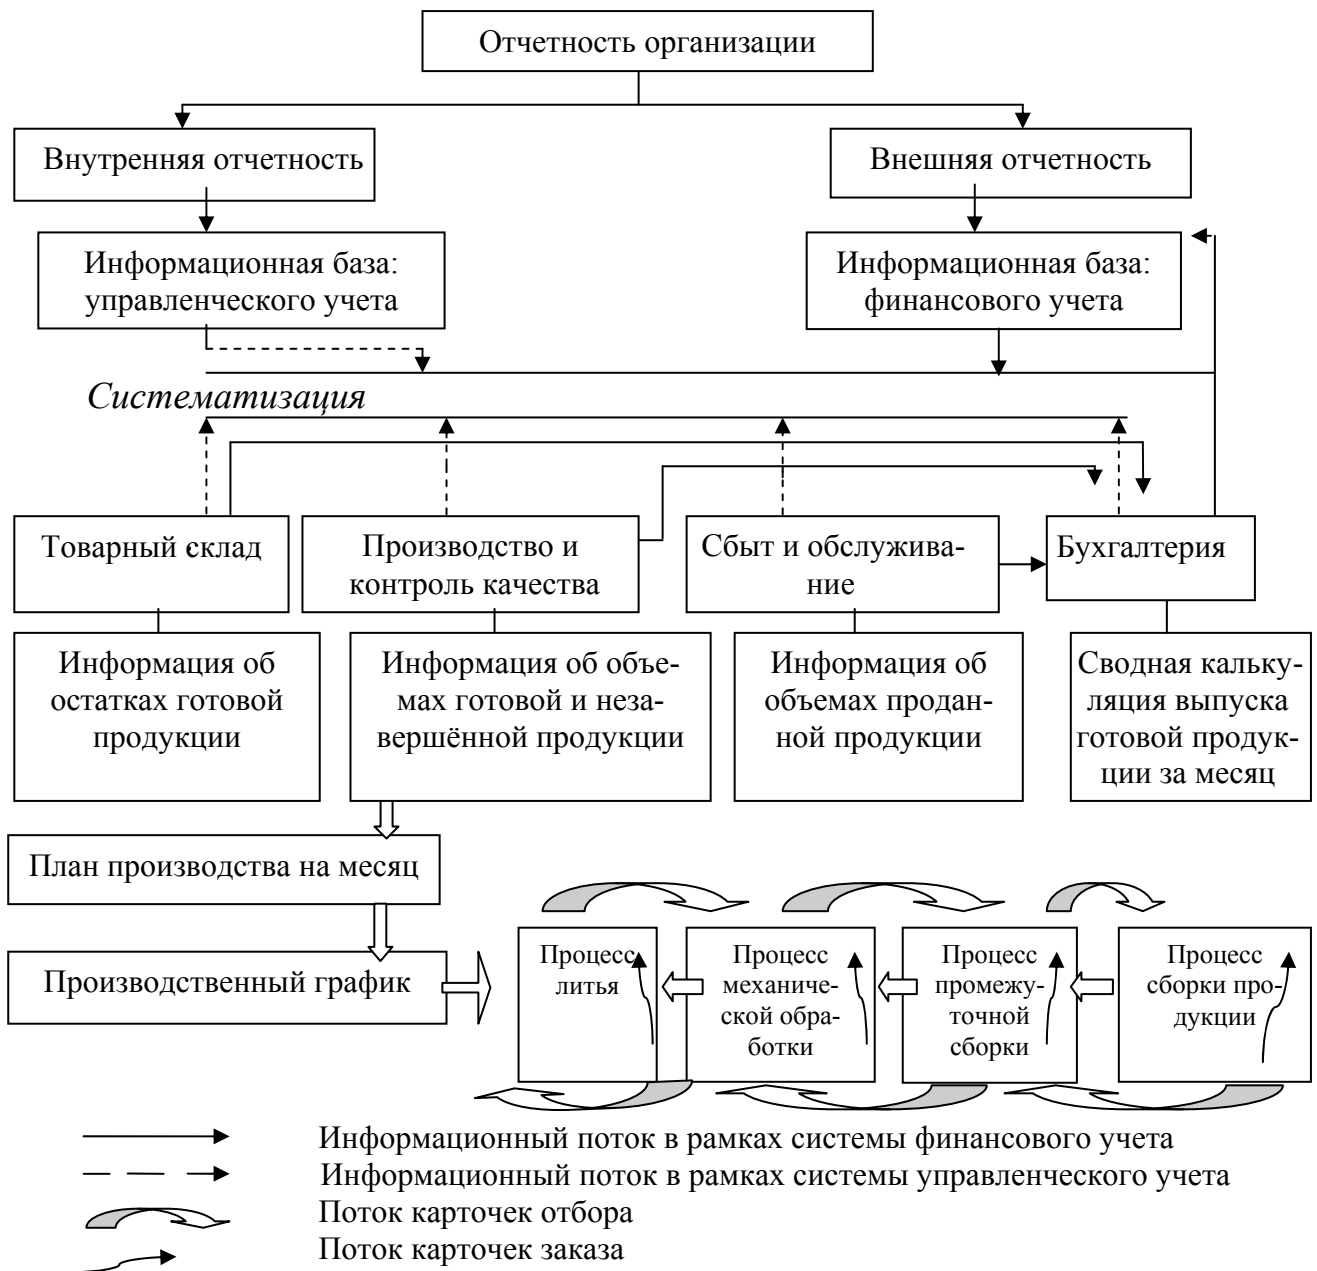 Отчетность организации
Внутренняя отчетность
Внешняя отчетность
Информационная база:
управленческого учета
Информационная база:
финансового учета
Систематизация
Товарный склад
Производство и
контроль качества
Сбыт и обслужива-
ние
Бухгалтерия
Информация об
остатках готовой
продукции
Информация об объе-
мах готовой и неза-
вершённой продукции
Информация об
объемах продан-
ной продукции
Сводная кальку-
ляция выпуска
готовой продук-
ции за месяц
План производства на месяц
Производственный график
Процесс
литья
Процесс
механиче-
ской обра-
ботки
Процесс
промежу-
точной
сборки
Процесс
сборки про-
дукции
Информационный поток в рамках системы финансового учета
Информационный поток в рамках системы управленческого учета
Поток карточек отбора
Поток карточек заказа